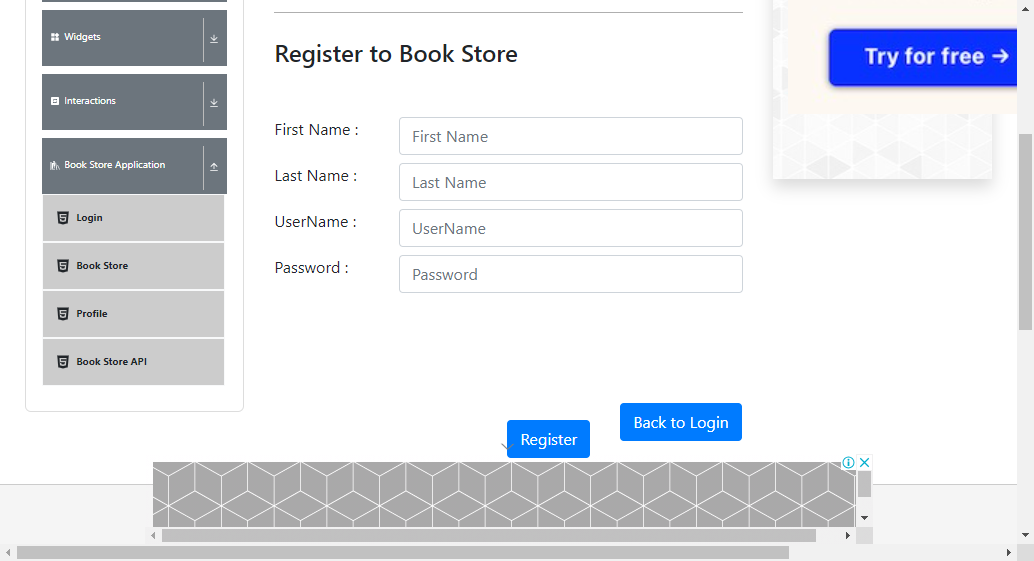 Widgets
Interactions
Book Store Application
Login
Book Store
Profile
Book Store API
Register to Book Store
First Name :
First Name
Last Name :
Last Name
UserName :
UserName
Password :
Password
Register
Back to Login
Try for free →